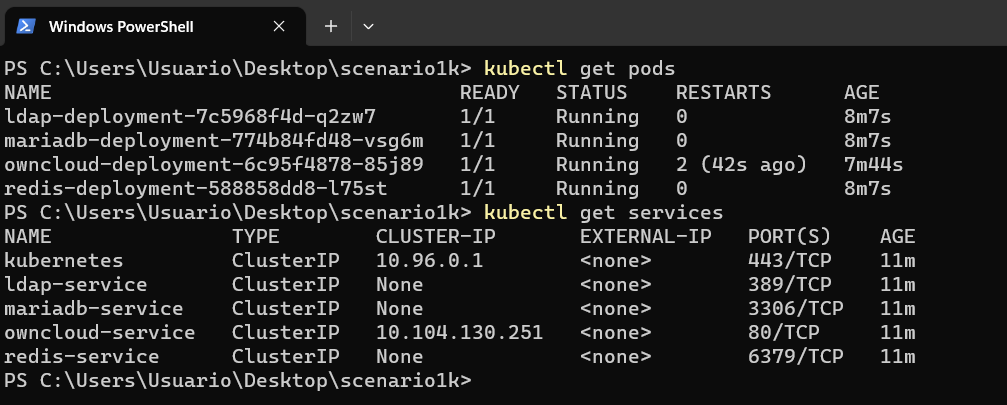 Windows PowerShell
PS C:\Users\Usuario\Desktop\scenario1k> kubectl get pods
NAME READY STATUS RESTARTS AGE
ldap-deployment-7c5968f4d-q2zw7 1/1 Running 0 8m7s
mariadb-deployment-774b84fd48-vsg6m 1/1 Running 0 8m7s
owncloud-deployment-6c95f4878-85j89 1/1 Running 2 (42s ago) 7m44s
redis-deployment-588858dd8-l75st 1/1 Running 0 8m7s
PS C:\Users\Usuario\Desktop\scenario1k> kubectl get services
NAME TYPE CLUSTER-IP EXTERNAL-IP PORT(S) AGE
kubernetes ClusterIP 10.96.0.1 <none> 443/TCP 11m
ldap-service ClusterIP None <none> 389/TCP 11m
mariadb-service ClusterIP None <none> 3306/TCP 11m
owncloud-service ClusterIP 10.104.130.251 <none> 80/TCP 11m
redis-service ClusterIP None <none> 6379/TCP 11m
PS C:\Users\Usuario\Desktop\scenario1k>